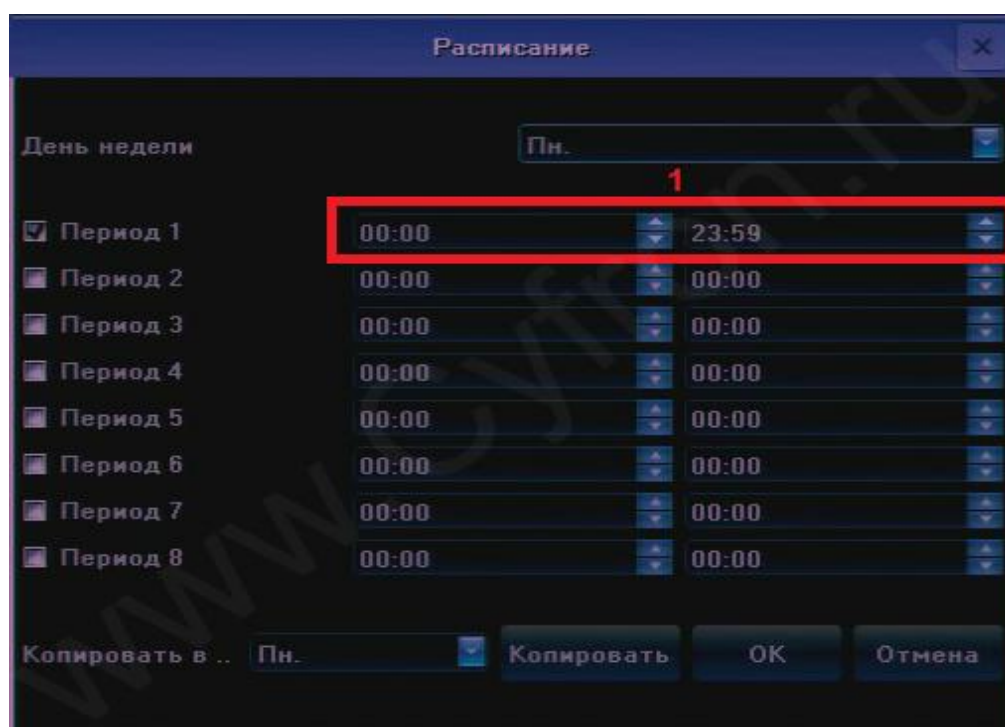 Расписание
День недели Пн.
1
Период 1 00:00 23:59
Период 2 00:00 00:00
Период 3 00:00 00:00
Период 4 00:00 00:00
Период 5 00:00 00:00
Период 6 00:00 00:00
Период 7 00:00 00:00
Период 8 00:00 00:00
Копировать в .. Пн. Копировать OK Отмена
www.Cyfron.ru